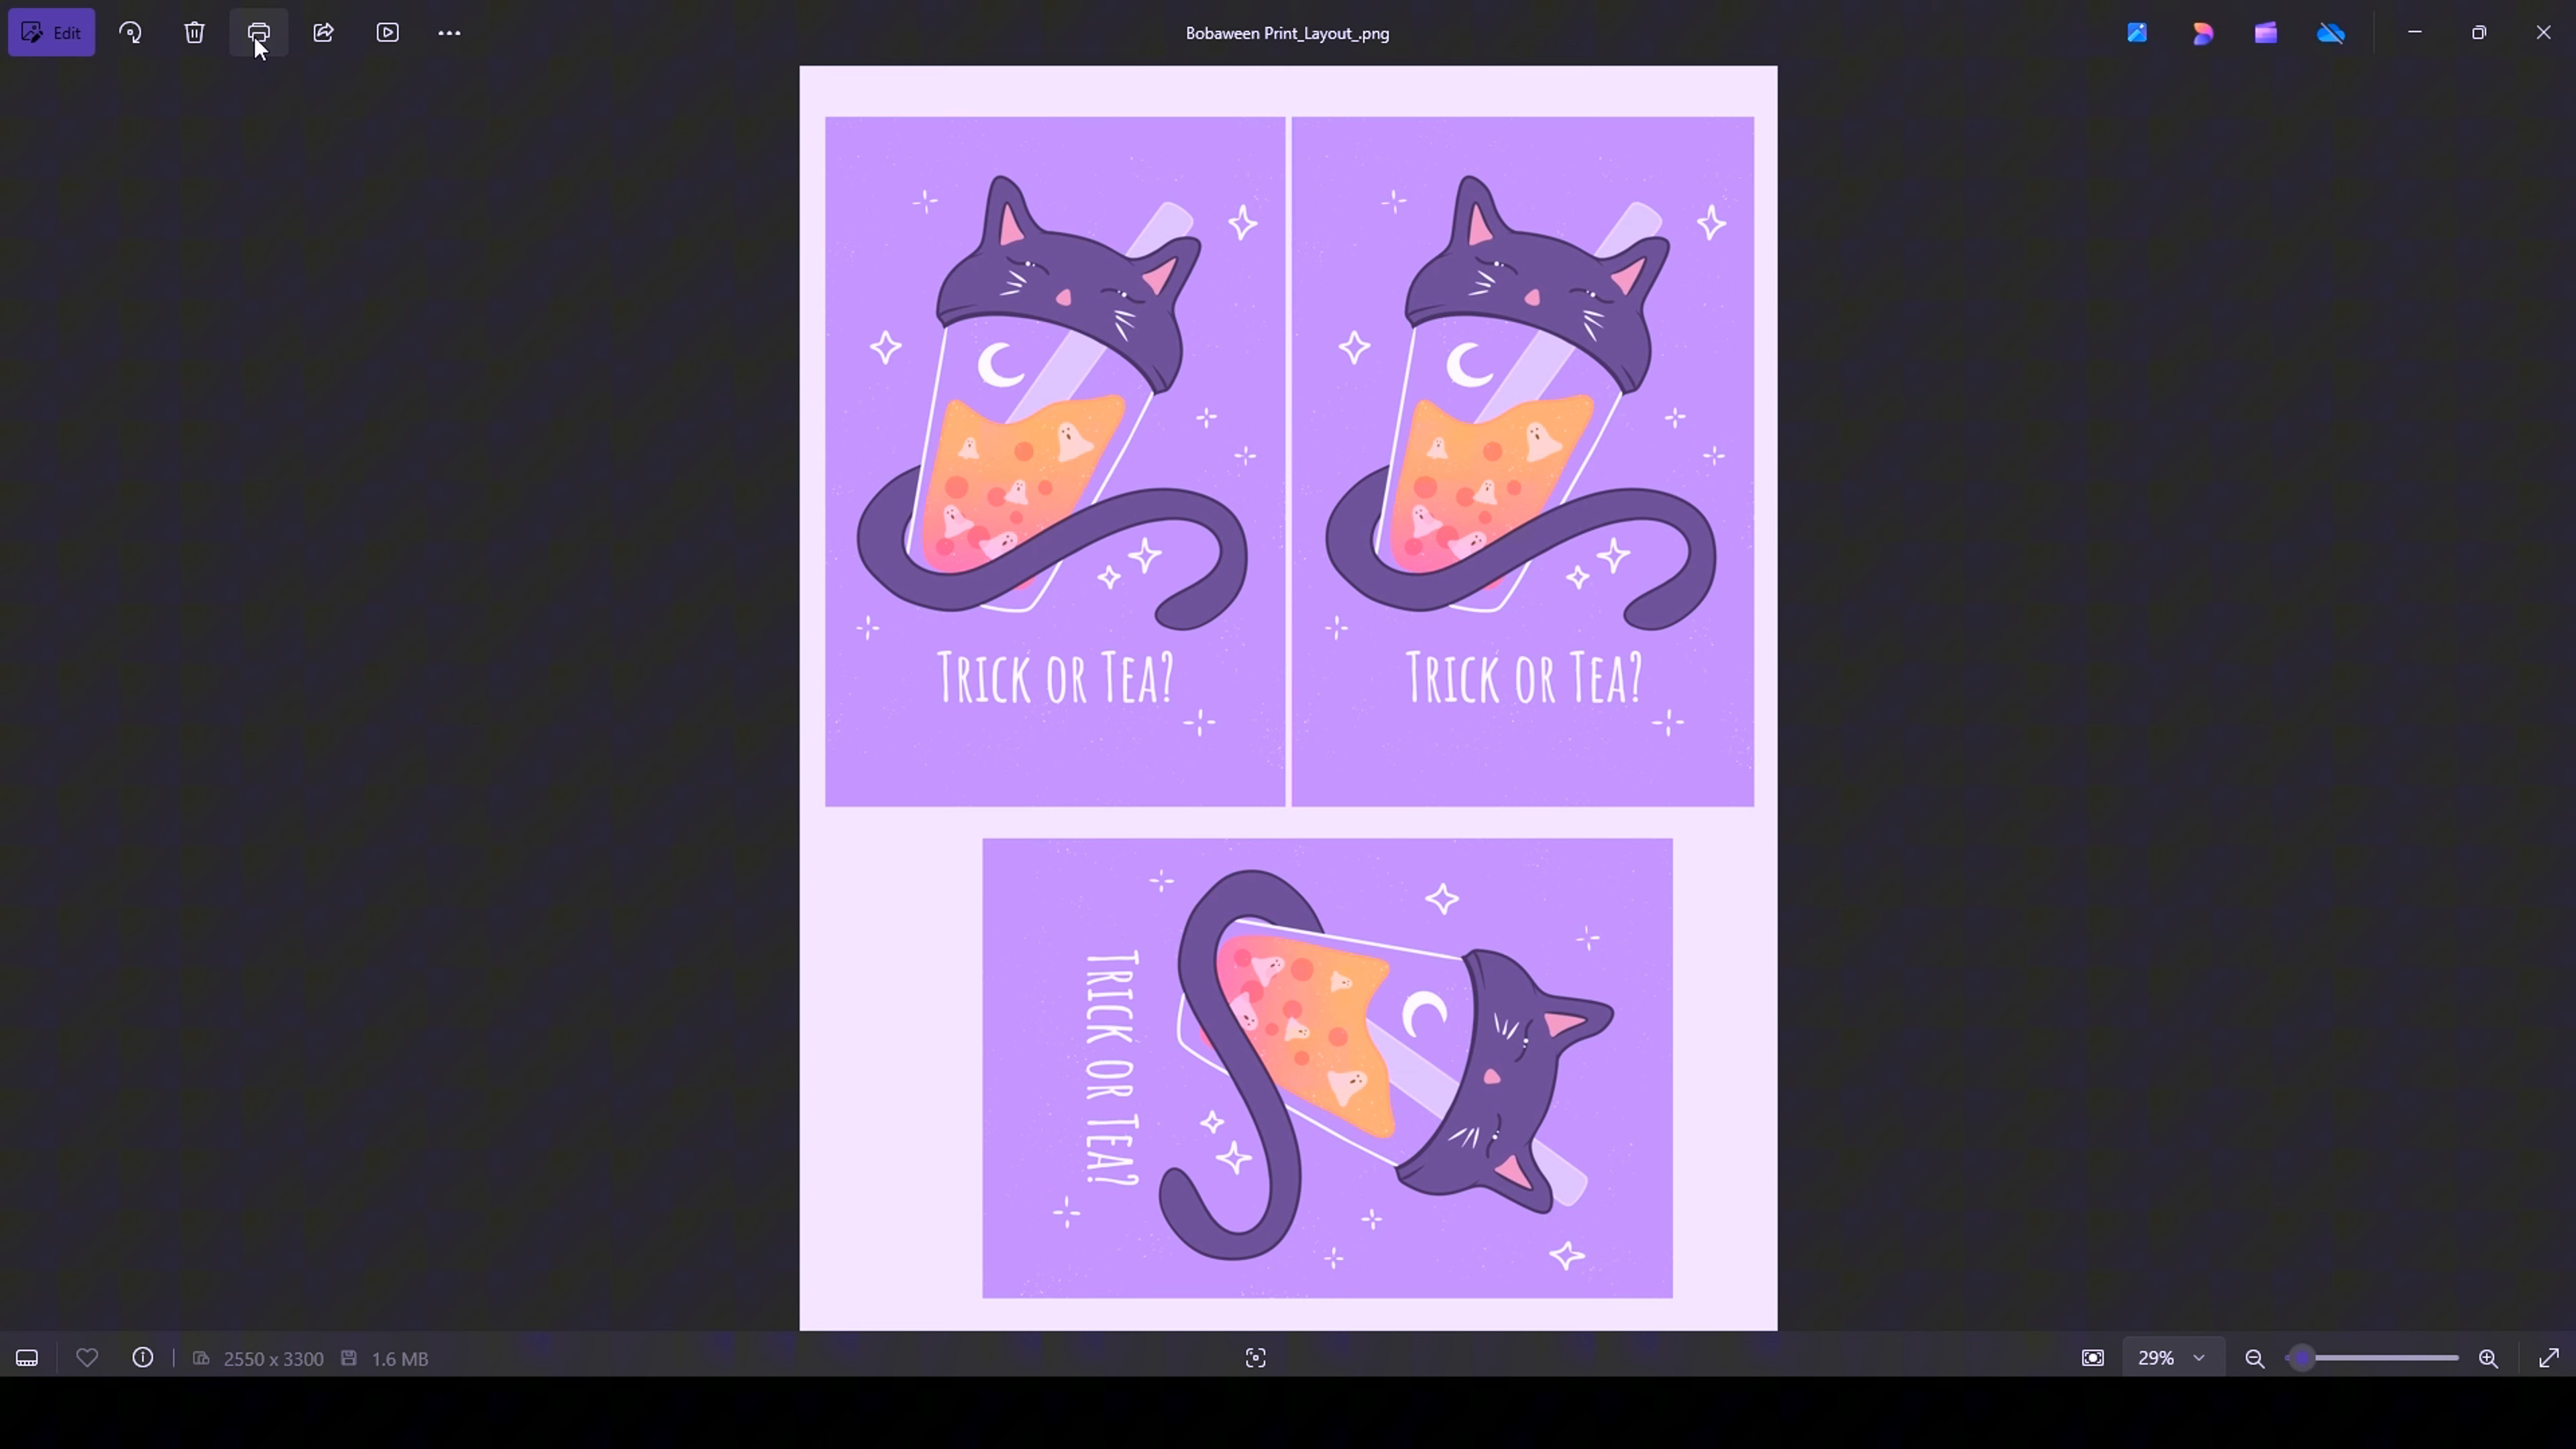 Edit
Bobaween Print_Layout_.png
TRICK OR TEA?
TRICK OR TEA?
TRICK OR TEA?
2550 x 3300
1.6 MB
29%